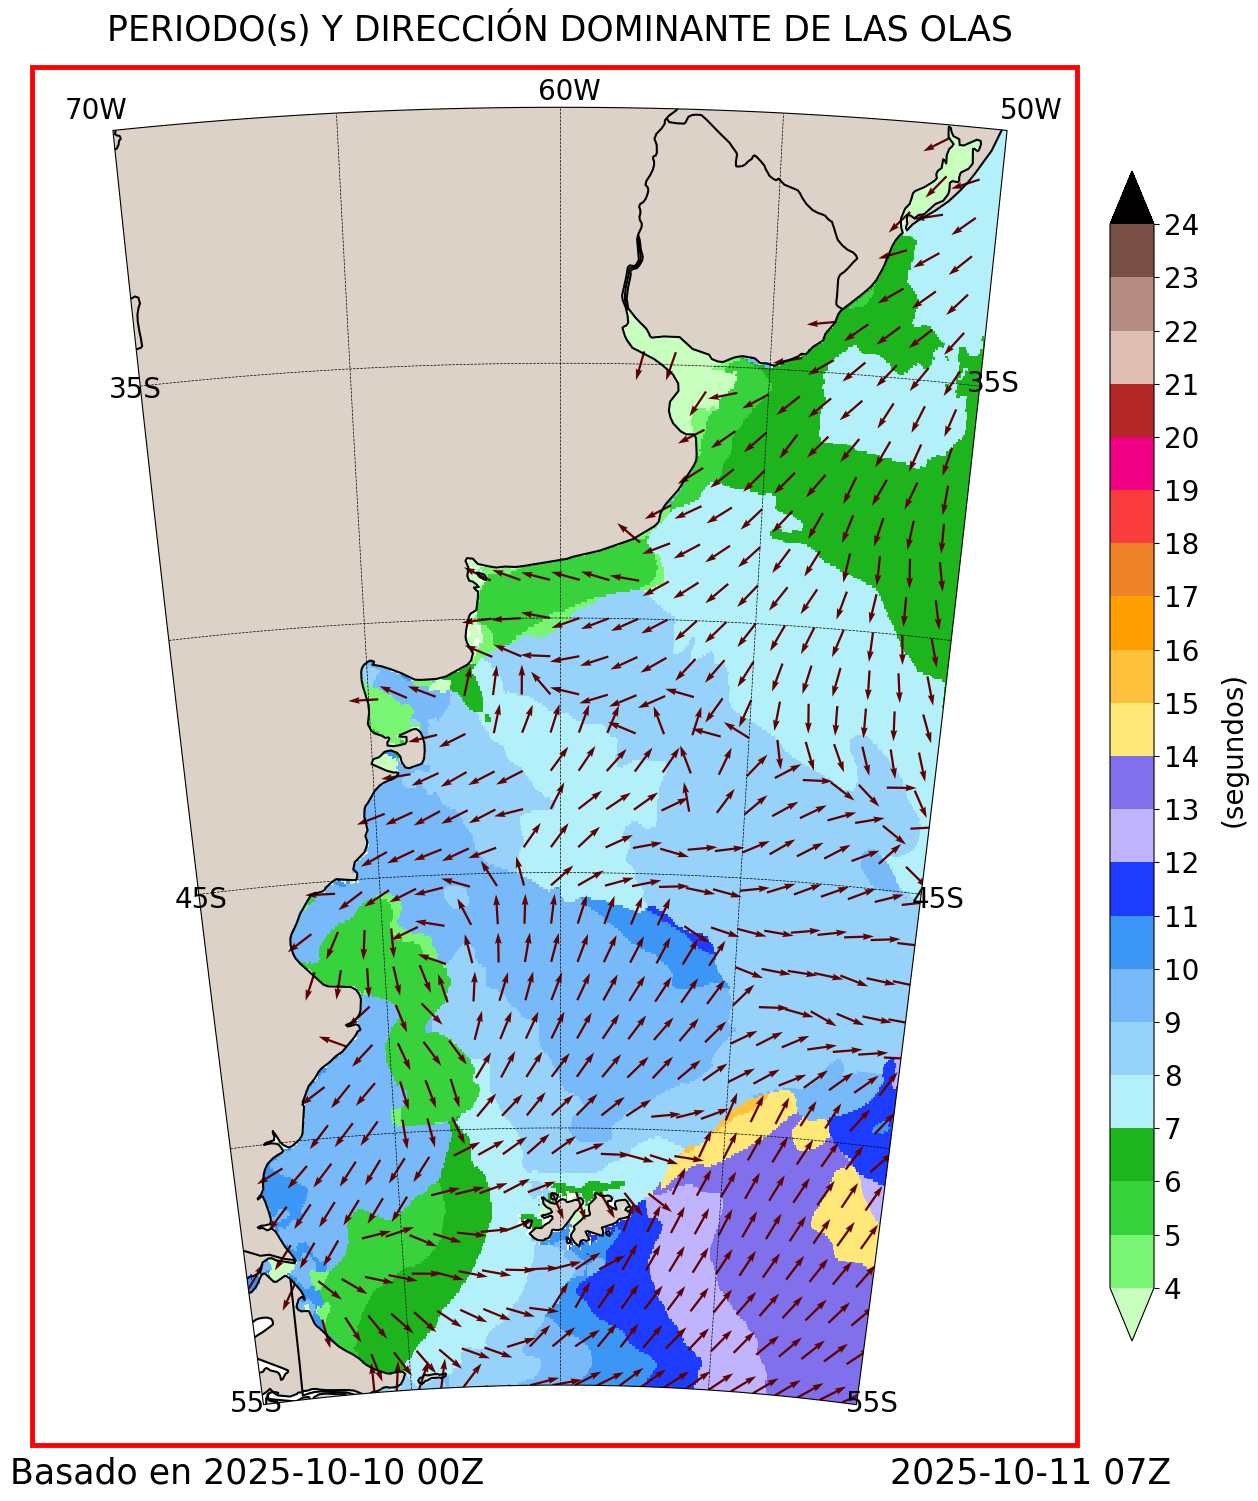 PERIODO(s) Y DIRECCIÓN DOMINANTE DE LAS OLAS
70W
60W
50W
35S
35S
45S
45S
55S
55S
24
23
22
21
20
19
18
17
16
15
14
13
12
11
10
9
8
7
6
5
4
(segundos)
Basado en 2025-10-10 00Z
2025-10-11 07Z